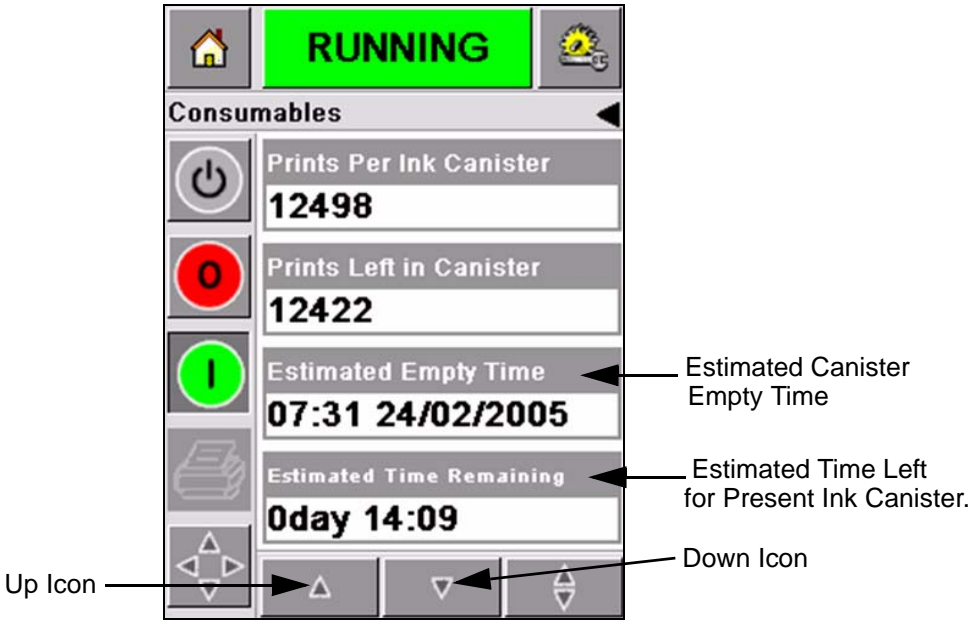 RUNNING
Consumables
Prints Per Ink Canister
12498
O
Prints Left in Canister
12422
I
Estimated Empty Time
07:31 24/02/2005
Estimated Canister
Empty Time
Estimated Time Remaining
0day 14:09
Estimated Time Left
for Present Ink Canister.
Up Icon
Down Icon